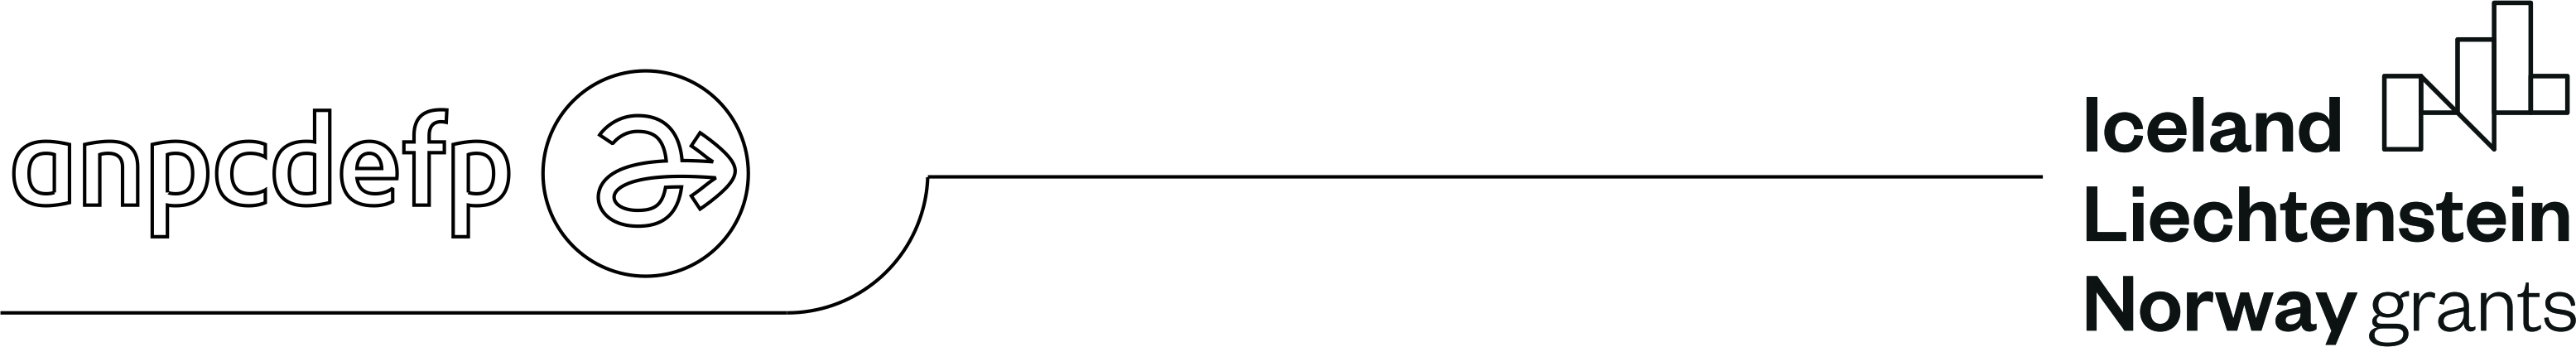 anpcdefp
Iceland
Liechtenstein
Norway grants